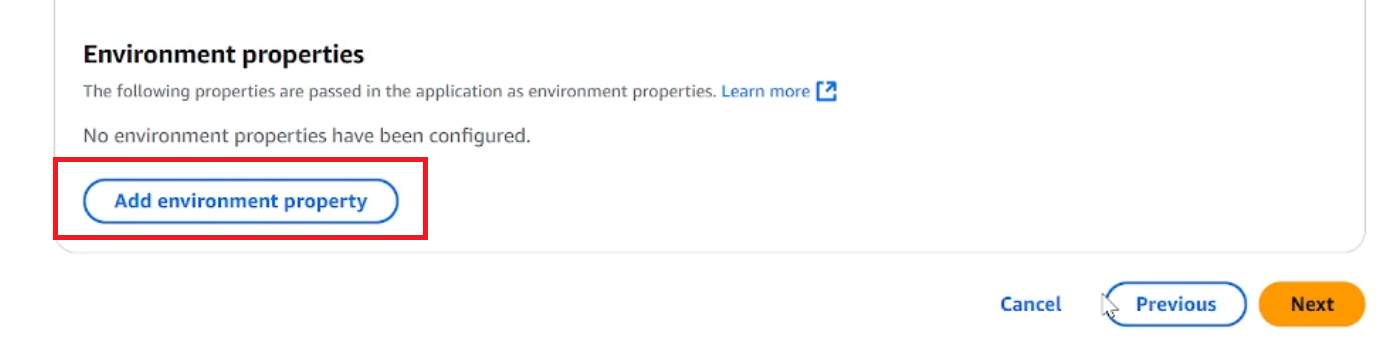 Environment properties
The following properties are passed in the application as environment properties. Learn more
No environment properties have been configured.
Add environment property
Cancel Previous Next